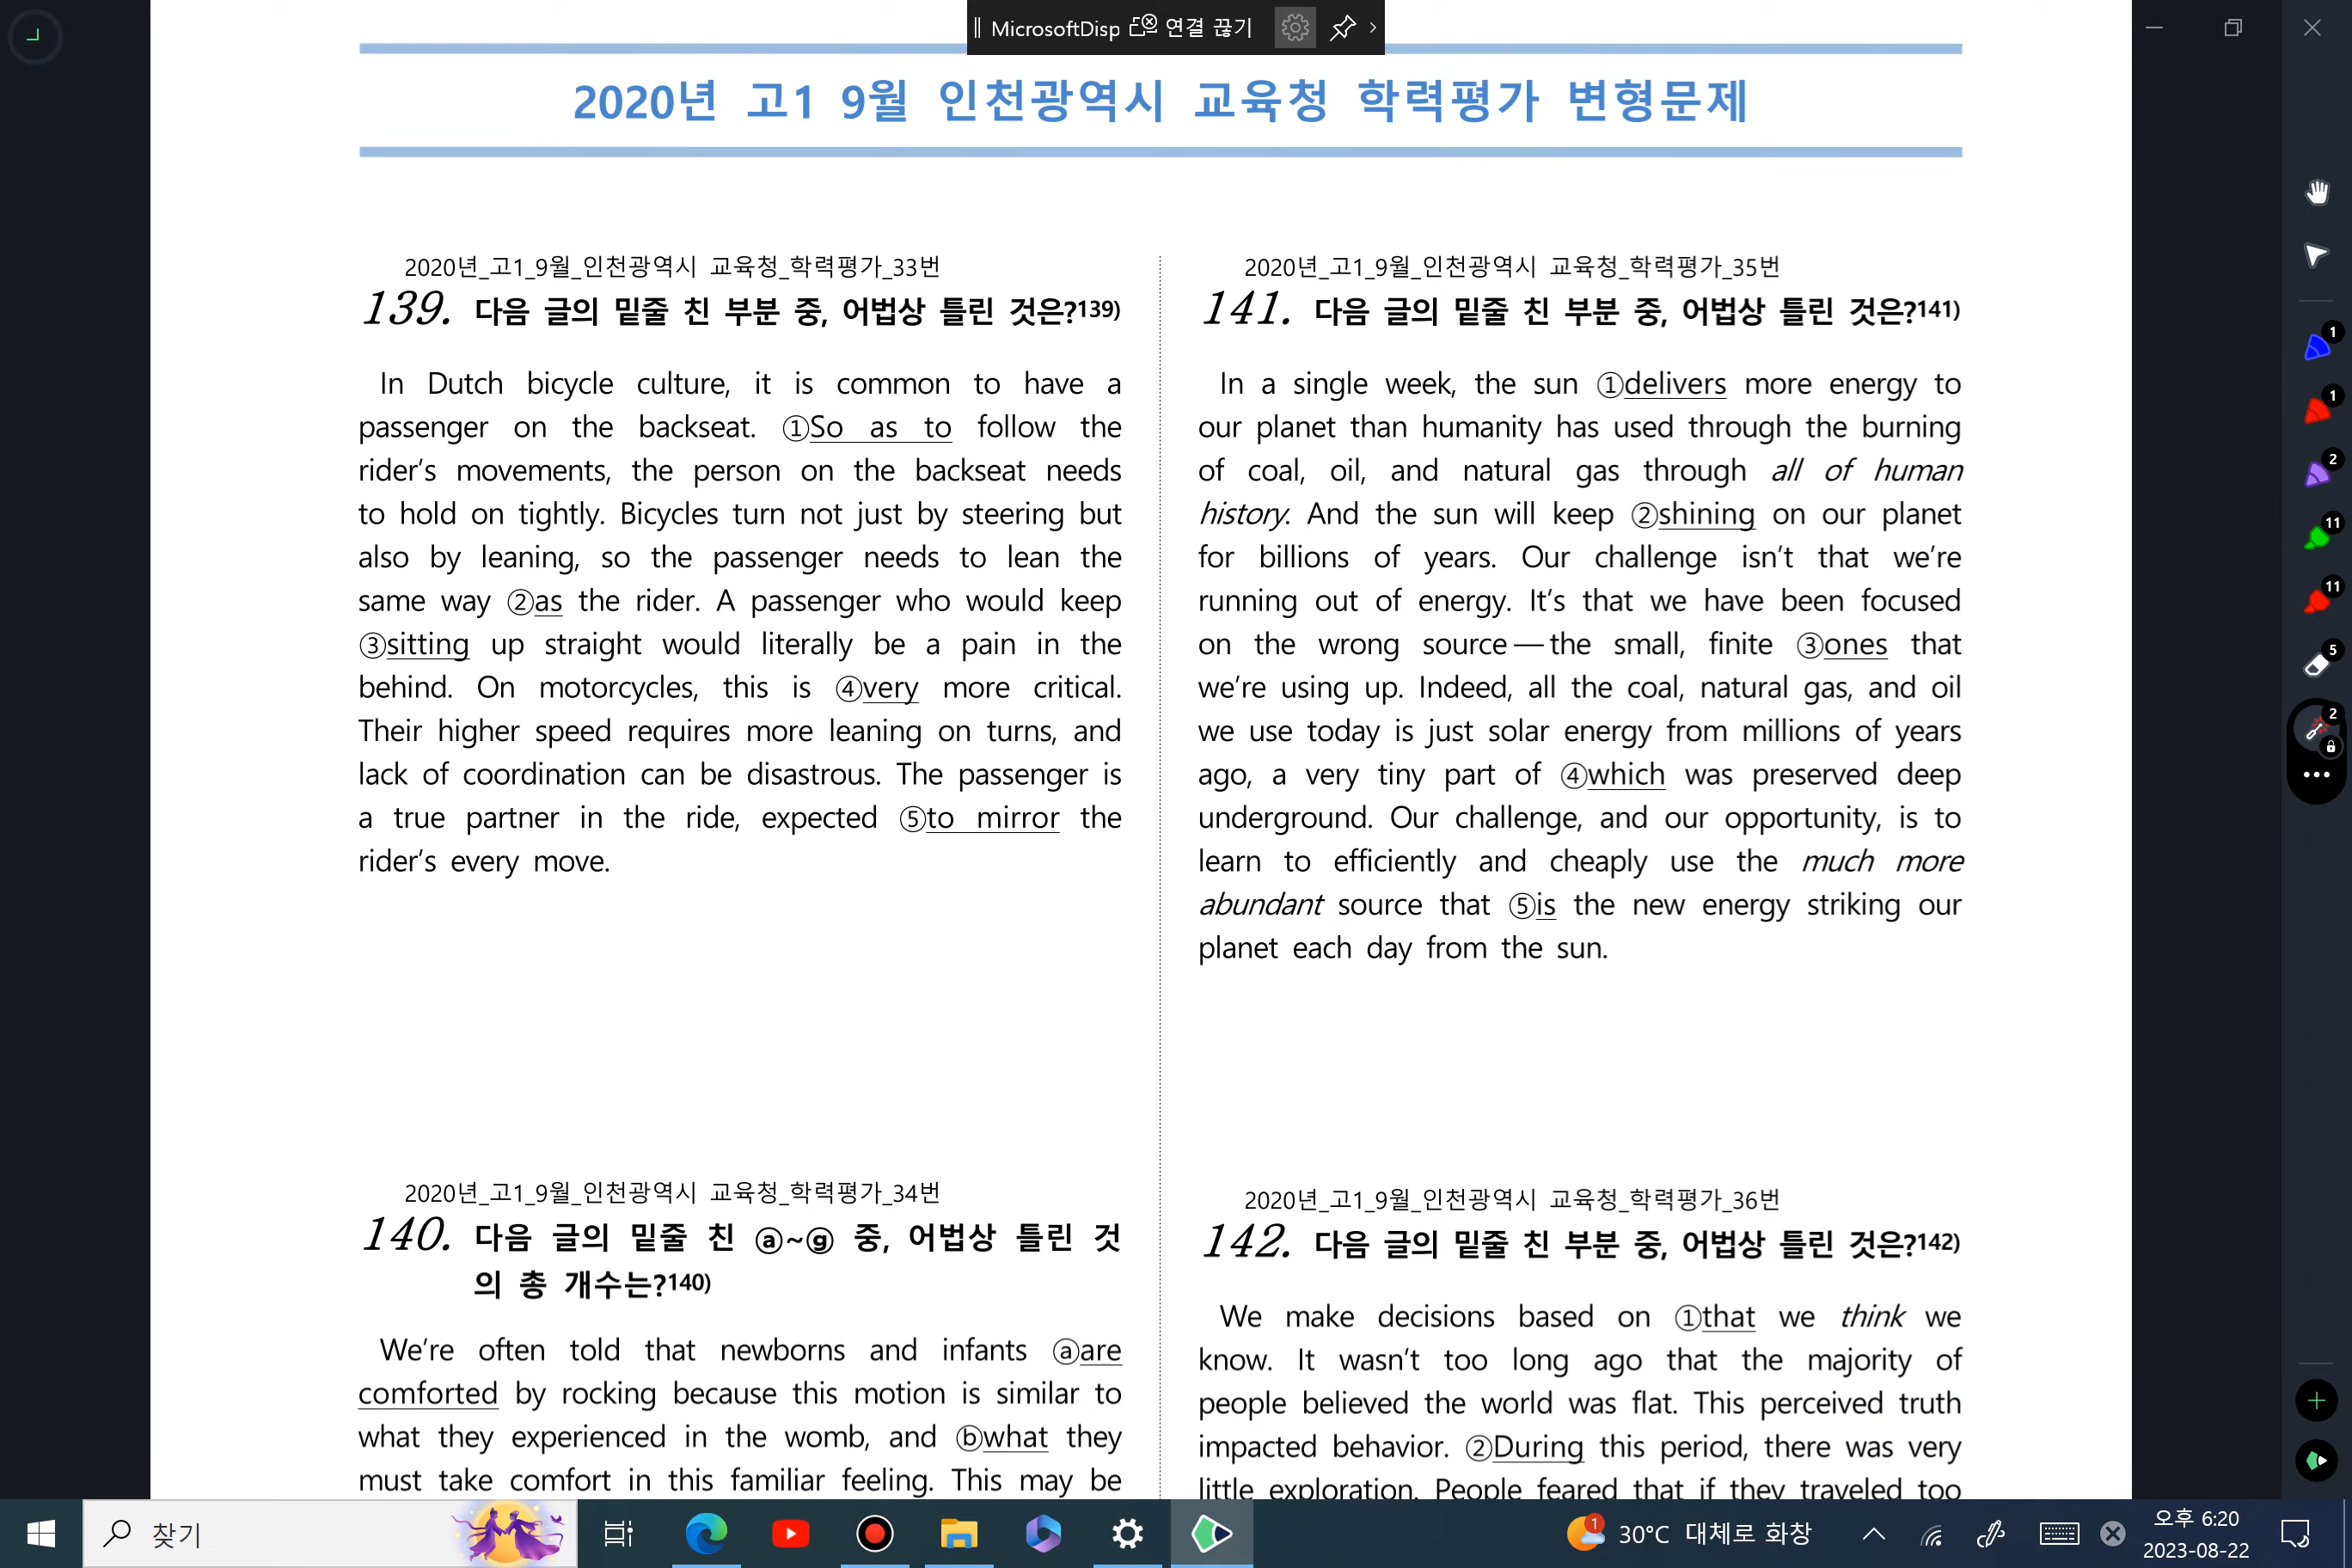 MicrosoftDisp 연결 끊기
2020년 고1 9월 인천광역시 교육청 학력평가 변형문제
2020년_고1_9월_인천광역시 교육청_학력평가_33번
139. 다음 글의 밑줄 친 부분 중, 어법상 틀린 것은?139)
In Dutch bicycle culture, it is common to have a
passenger on the backseat. ①So as to follow the
rider's movements, the person on the backseat needs
to hold on tightly. Bicycles turn not just by steering but
also by leaning, so the passenger needs to lean the
same way ②as the rider. A passenger who would keep
③sitting up straight would literally be a pain in the
behind. On motorcycles, this is ④very more critical.
Their higher speed requires more leaning on turns, and
lack of coordination can be disastrous. The passenger is
a true partner in the ride, expected ⑤to mirror the
rider's every move.
2020년_고1_9월_인천광역시 교육청_학력평가_34번
140. 다음 글의 밑줄 친 ⓐ~ⓖ 중, 어법상 틀린 것
의 총 개수는?140)
We're often told that newborns and infants ⓐare
comforted by rocking because this motion is similar to
what they experienced in the womb, and ⓑwhat they
must take comfort in this familiar feeling. This may be
2020년_고1_9월_인천광역시 교육청_학력평가_35번
141. 다음 글의 밑줄 친 부분 중, 어법상 틀린 것은?141)
In a single week, the sun ①delivers more energy to
our planet than humanity has used through the burning
of coal, oil, and natural gas through all of human
history. And the sun will keep ②shining on our planet
for billions of years. Our challenge isn't that we're
running out of energy. It's that we have been focused
on the wrong source — the small, finite ③ones that
we're using up. Indeed, all the coal, natural gas, and oil
we use today is just solar energy from millions of years
ago, a very tiny part of ④which was preserved deep
underground. Our challenge, and our opportunity, is to
learn to efficiently and cheaply use the much more
abundant source that ⑤is the new energy striking our
planet each day from the sun.
2020년_고1_9월_인천광역시 교육청_학력평가_36번
142. 다음 글의 밑줄 친 부분 중, 어법상 틀린 것은?142)
We make decisions based on ①that we think we
know. It wasn't too long ago that the majority of
people believed the world was flat. This perceived truth
impacted behavior. ②During this period, there was very
little exploration. People feared that if they traveled too
1
1
2
11
11
5
2
찾기
1
30°C 대체로 화창
오후 6:20
2023-08-22